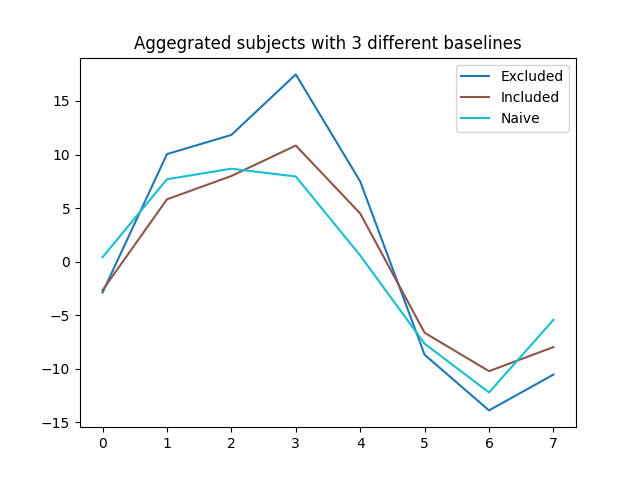 Aggegrated subjects with 3 different baselines
Excluded
Included
Naive
15
10
5
0
−5
−10
−15
0 1 2 3 4 5 6 7